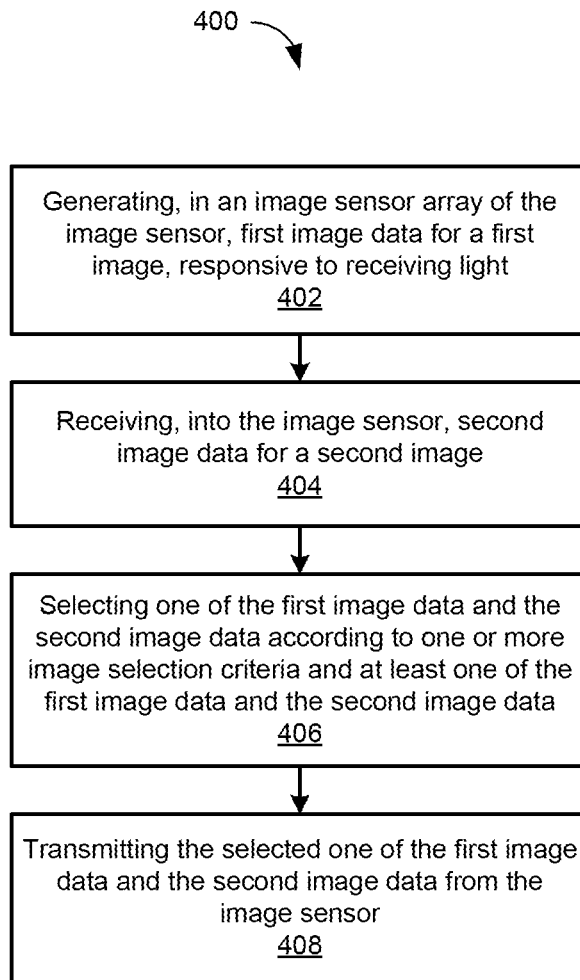 400
Generating, in an image sensor array of the
image sensor, first image data for a first
image, responsive to receiving light
402
Receiving, into the image sensor, second
image data for a second image
404
Selecting one of the first image data and the
second image data according to one or more
image selection criteria and at least one of the
first image data and the second image data
406
Transmitting the selected one of the first image
data and the second image data from the
image sensor
408